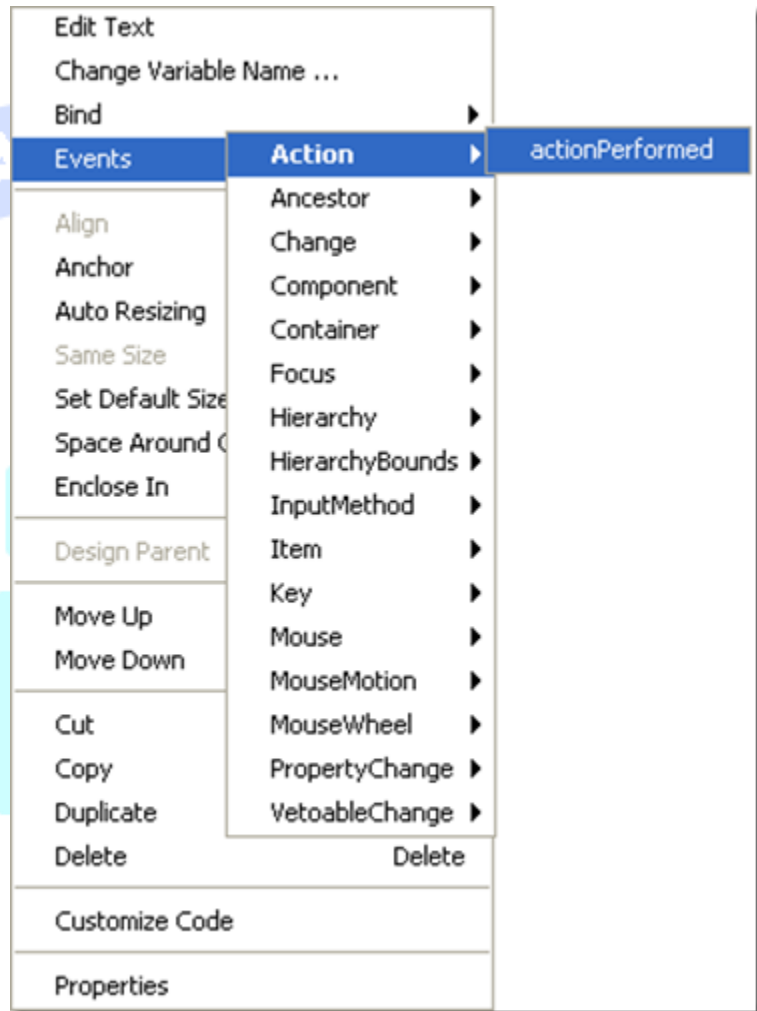 Edit Text
Change Variable Name ...
Bind
Events
Action
actionPerformed
Ancestor
Align
Change
Anchor
Component
Auto Resizing
Container
Same Size
Focus
Set Default Size
Hierarchy
Space Around
HierarchyBounds
Enclose In
InputMethod
Design Parent
Item
Key
Move Up
Mouse
Move Down
MouseMotion
Cut
MouseWheel
Copy
PropertyChange
Duplicate
VetoableChange
Delete Delete
Customize Code
Properties